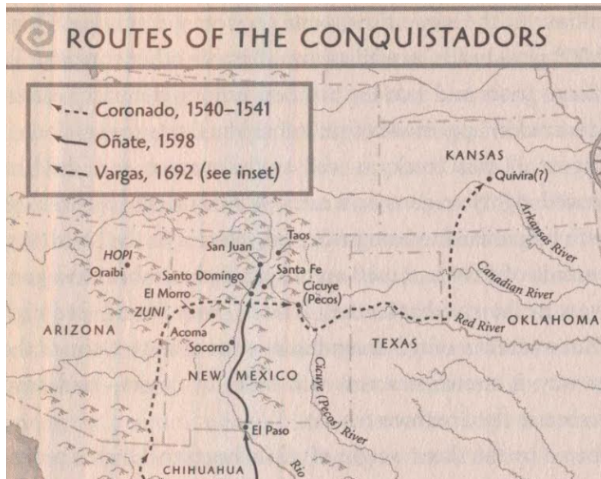 ROUTES OF THE CONQUISTADORS
Coronado, 1540–1541
Oñate, 1598
Vargas, 1692 (see inset)
KANSAS
Quivira(?)
Arkansas River
Taos
San Juan
HOPI
Oraibi
Santo Domingo
Santa Fe
Cicuye
(Pecos)
Canadian River
El Morro
ZUNI
Acoma
Red River
OKLAHOMA
ARIZONA
Socorro
TEXAS
NEW MEXICO
Cicuye (Pecos) River
El Paso
CHIHUAHUA
Rio